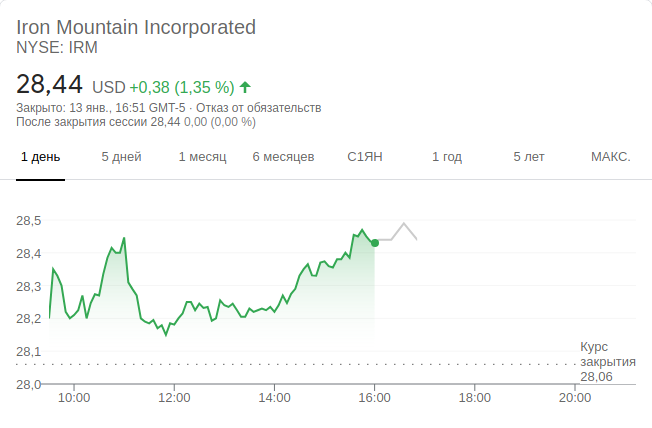 Iron Mountain Incorporated
NYSE: IRM
28,44 USD +0,38 (1,35 %)
Закрыто: 13 янв., 16:51 GMT-5 · Отказ от обязательств
После закрытия сессии 28,44 0,00 (0,00 %)
1 день 5 дней 1 месяц 6 месяцев С1ЯН 1 год 5 лет МАКС.
28,5
28,4
28,3
28,2
28,1
28,0
Курс
закрытия
28,06
10:00 12:00 14:00 16:00 18:00 20:00